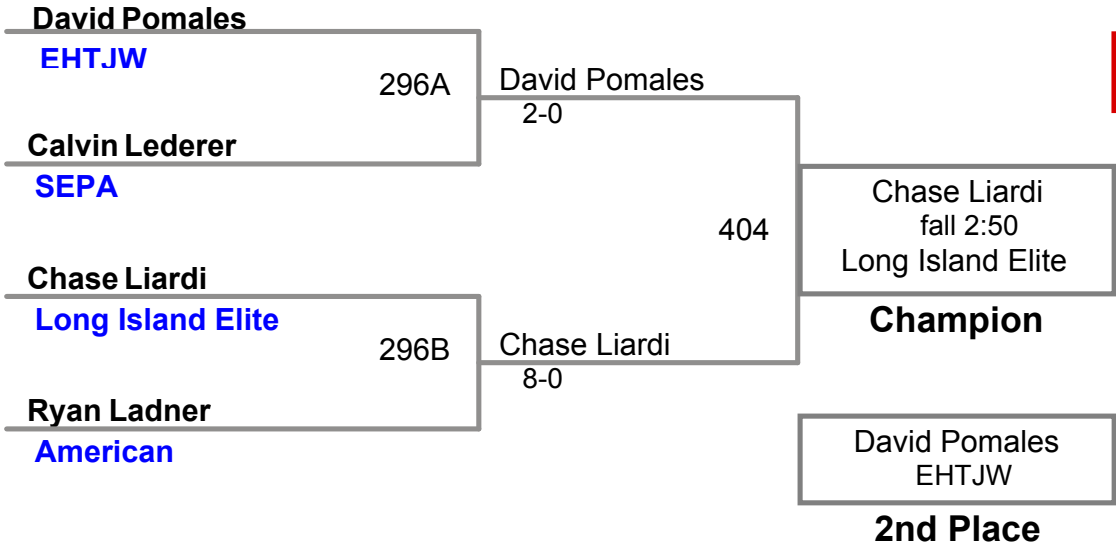 David Pomales
EHTJW
296A
David Pomales
2-0
Calvin Lederer
SEPA
404
Chase Liardi
fall 2:50
Long Island Elite
Champion
Chase Liardi
Long Island Elite
296B
Chase Liardi
8-0
Ryan Ladner
American
David Pomales
EHTJW
2nd Place